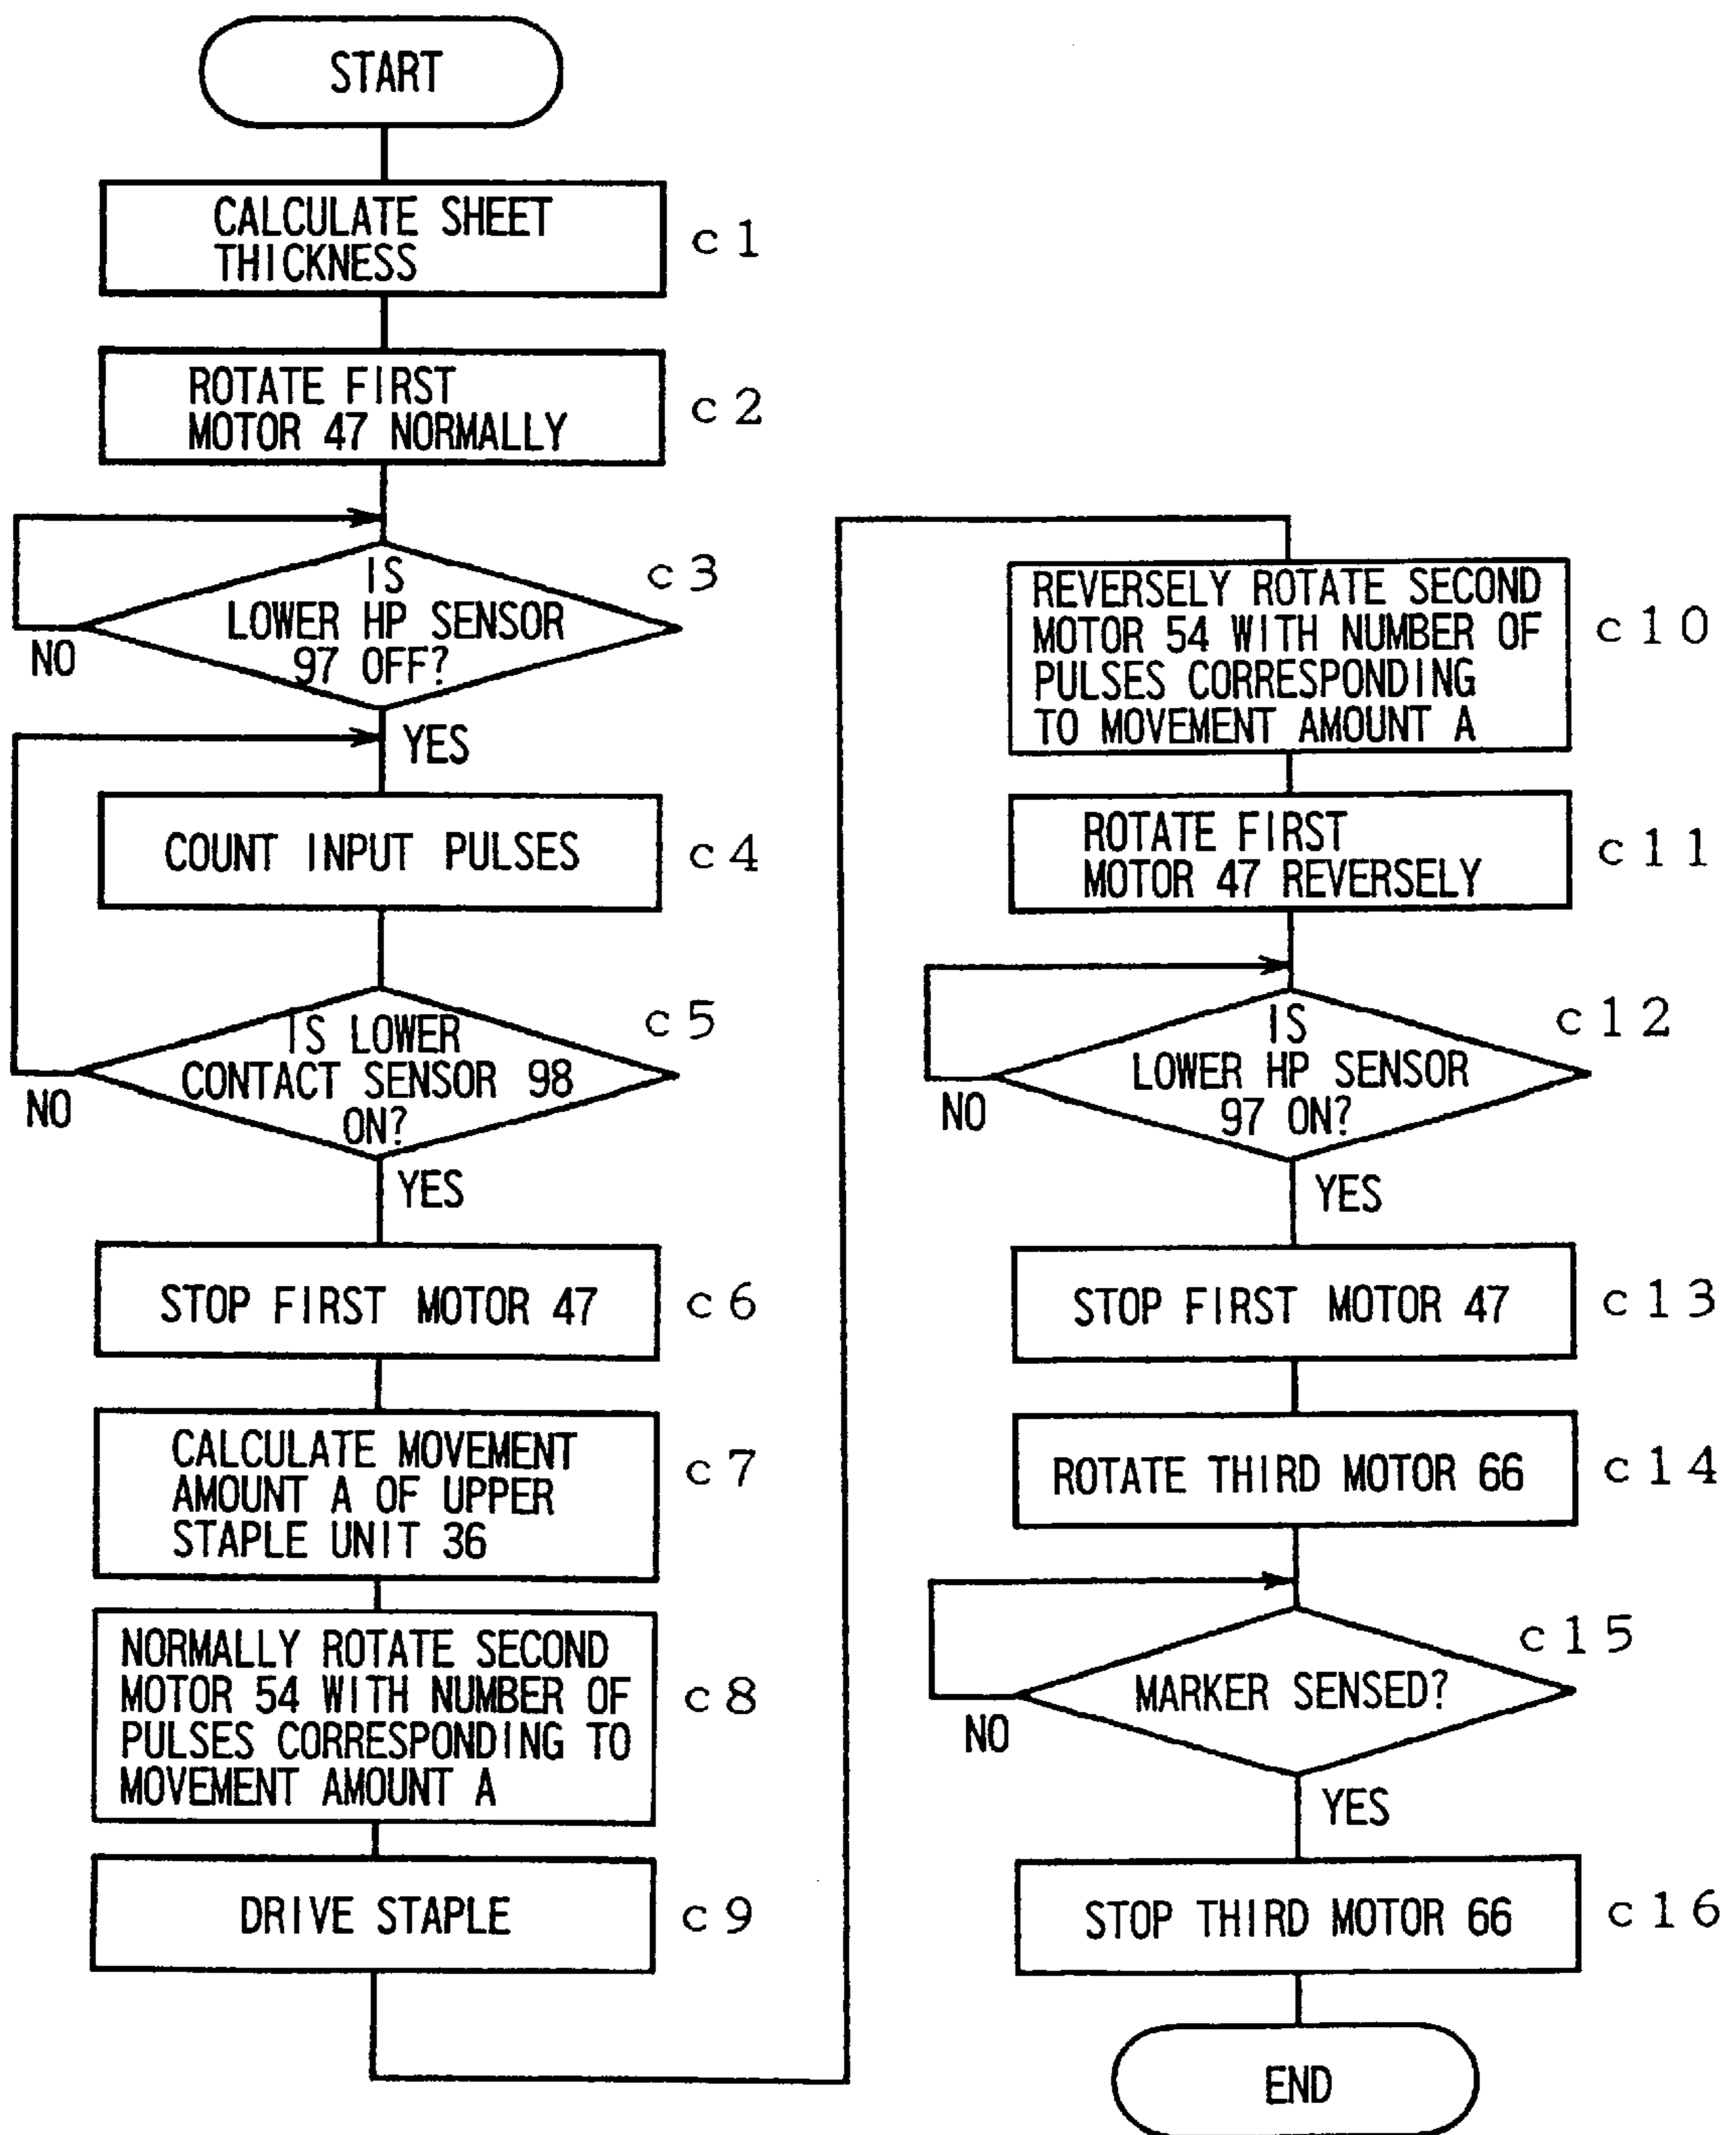 START
CALCULATE SHEET
THICKNESS
c1
ROTATE FIRST
MOTOR 47 NORMALLY
c2
IS
LOWER HP SENSOR
97 OFF?
c3
NO
YES
COUNT INPUT PULSES
c4
IS LOWER
CONTACT SENSOR 98
ON?
c5
NO
YES
STOP FIRST MOTOR 47
c6
CALCULATE MOVEMENT
AMOUNT A OF UPPER
STAPLE UNIT 36
c7
NORMALLY ROTATE SECOND
MOTOR 54 WITH NUMBER OF
PULSES CORRESPONDING TO
MOVEMENT AMOUNT A
c8
DRIVE STAPLE
c9
REVERSELY ROTATE SECOND
MOTOR 54 WITH NUMBER OF
PULSES CORRESPONDING
TO MOVEMENT AMOUNT A
c10
ROTATE FIRST
MOTOR 47 REVERSELY
c11
IS
LOWER HP SENSOR
97 ON?
c12
NO
YES
STOP FIRST MOTOR 47
c13
ROTATE THIRD MOTOR 66
c14
MARKER SENSED?
c15
NO
YES
STOP THIRD MOTOR 66
c16
END